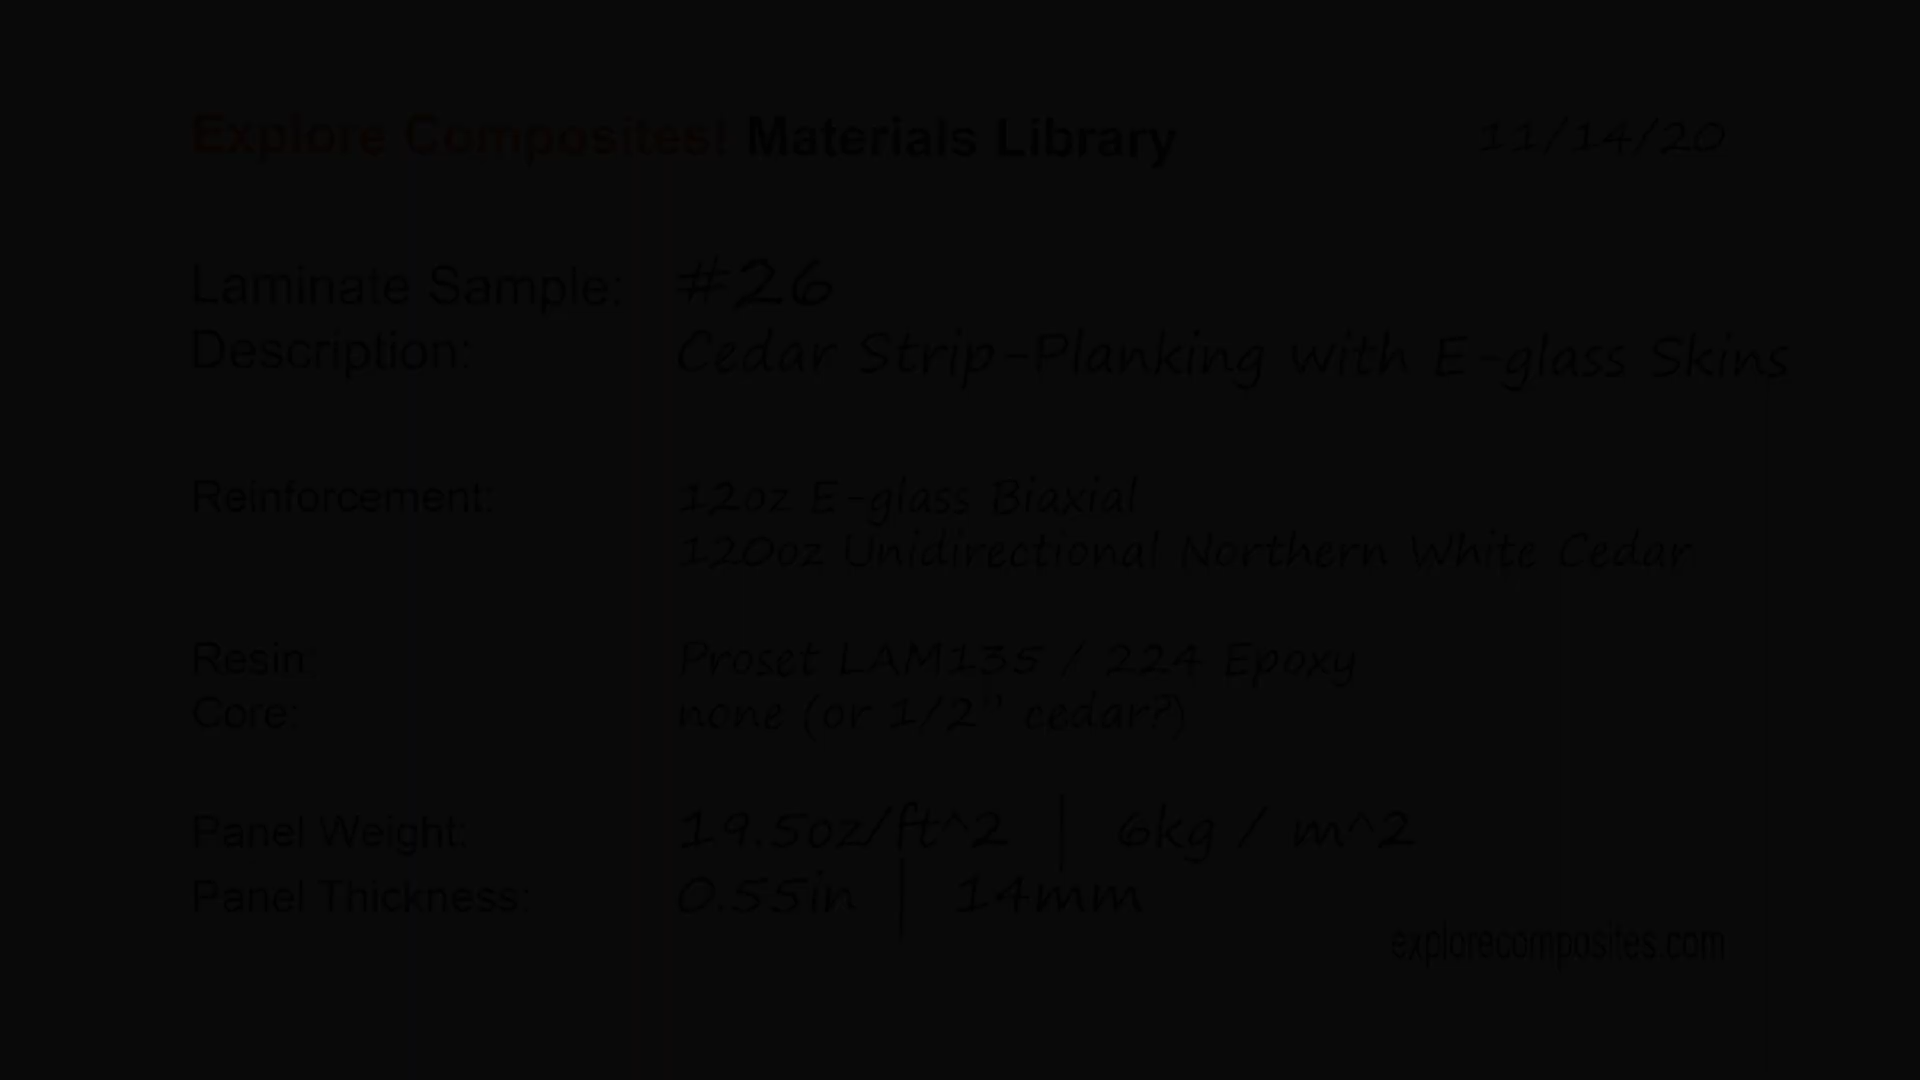 Explore Composites! Materials Library 11/14/20
Laminate Sample: #26
Description: Cedar Strip-Planking with E-glass Skins
Reinforcement: 12oz E-glass Biaxial
120oz Unidirectional Northern White Cedar
Resin: Proset LAM135 / 224 Epoxy
Core: none (or 1/2" cedar?)
Panel Weight: 19.5oz/ft^2 | 6kg / m^2
Panel Thickness: 0.55in | 14mm
explorecomposites.com